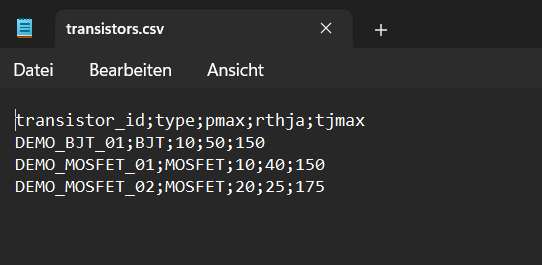 transistors.csv
Datei Bearbeiten Ansicht
transistor_id;type;pmax;rthja;tjmax
DEMO_BJT_01;BJT;10;50;150
DEMO_MOSFET_01;MOSFET;10;40;150
DEMO_MOSFET_02;MOSFET;20;25;175